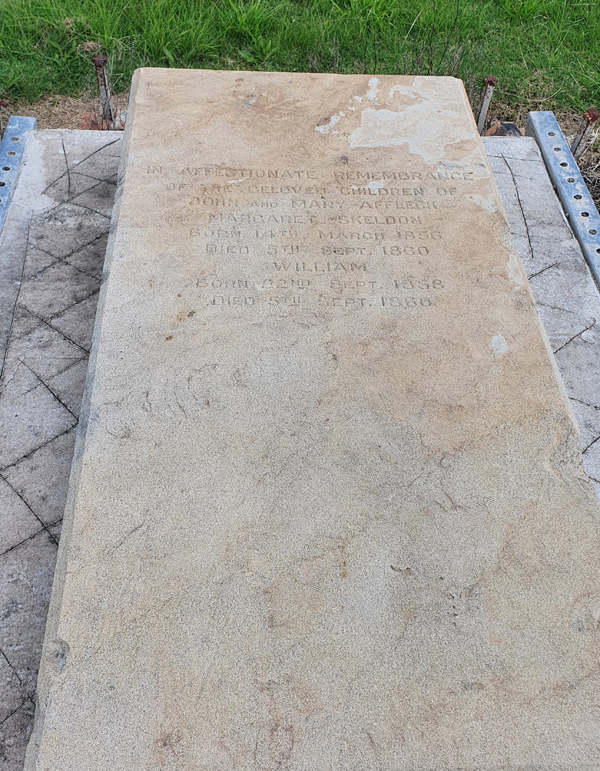 IN AFFECTIONATE REMEMBRANCE
OF THE BELOVED CHILDREN OF
JOHN AND MARY
MARGARET SKELDON
BORN 14TH MARCH 1856
DIED 5TH SEPT. 1860
WILLIAM
BORN 22ND SEPT. 1858
DIED 5TH SEPT. 1860